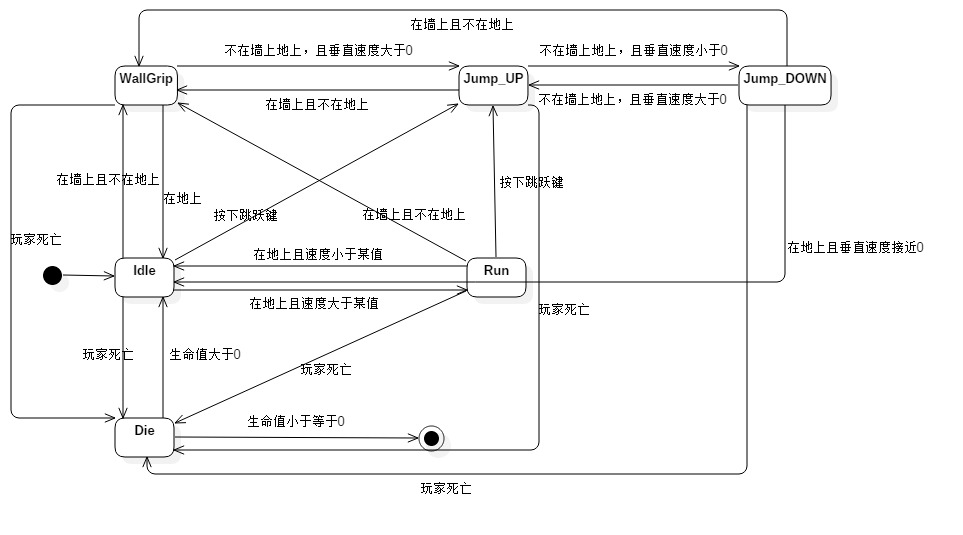 在墙上且不在地上
不在墙上地上，且垂直速度大于0
不在墙上地上，且垂直速度小于0
WallGrip
Jump_UP
Jump_DOWN
在墙上且不在地上
不在墙上地上，且垂直速度大于0
在墙上且不在地上
按下跳跃键
在地上
按下跳跃键
在墙上且不在地上
玩家死亡
在地上且速度小于某值
在地上且垂直速度接近0
Idle
Run
在地上且速度大于某值
玩家死亡
玩家死亡
生命值大于0
玩家死亡
生命值小于等于0
Die
玩家死亡